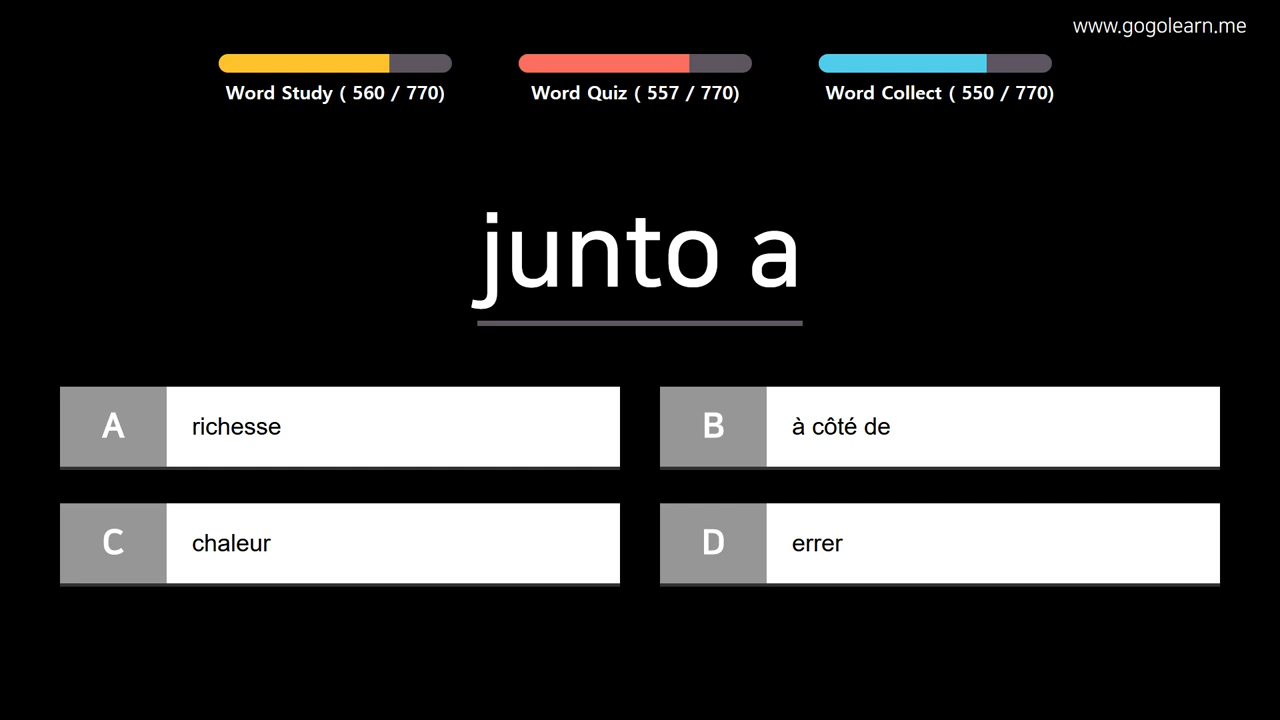 www.gogolearn.me
Word Study ( 560 / 770)
Word Quiz ( 557 / 770)
Word Collect ( 550 / 770)
junto a
A
richesse
B
à côté de
C
chaleur
D
errer